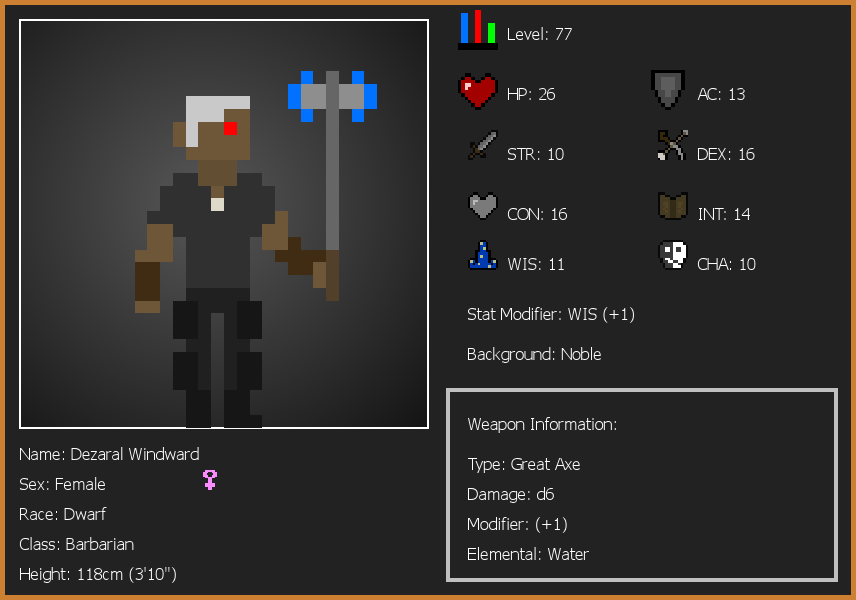 Level: 77
HP: 26
AC: 13
STR: 10
DEX: 16
CON: 16
INT: 14
WIS: 11
CHA: 10
Stat Modifier: WIS (+1)
Background: Noble
Weapon Information:
Type: Great Axe
Damage: d6
Modifier: (+1)
Elemental: Water
Name: Dezaral Windward
Sex: Female
Race: Dwarf
Class: Barbarian
Height: 118cm (3'10")